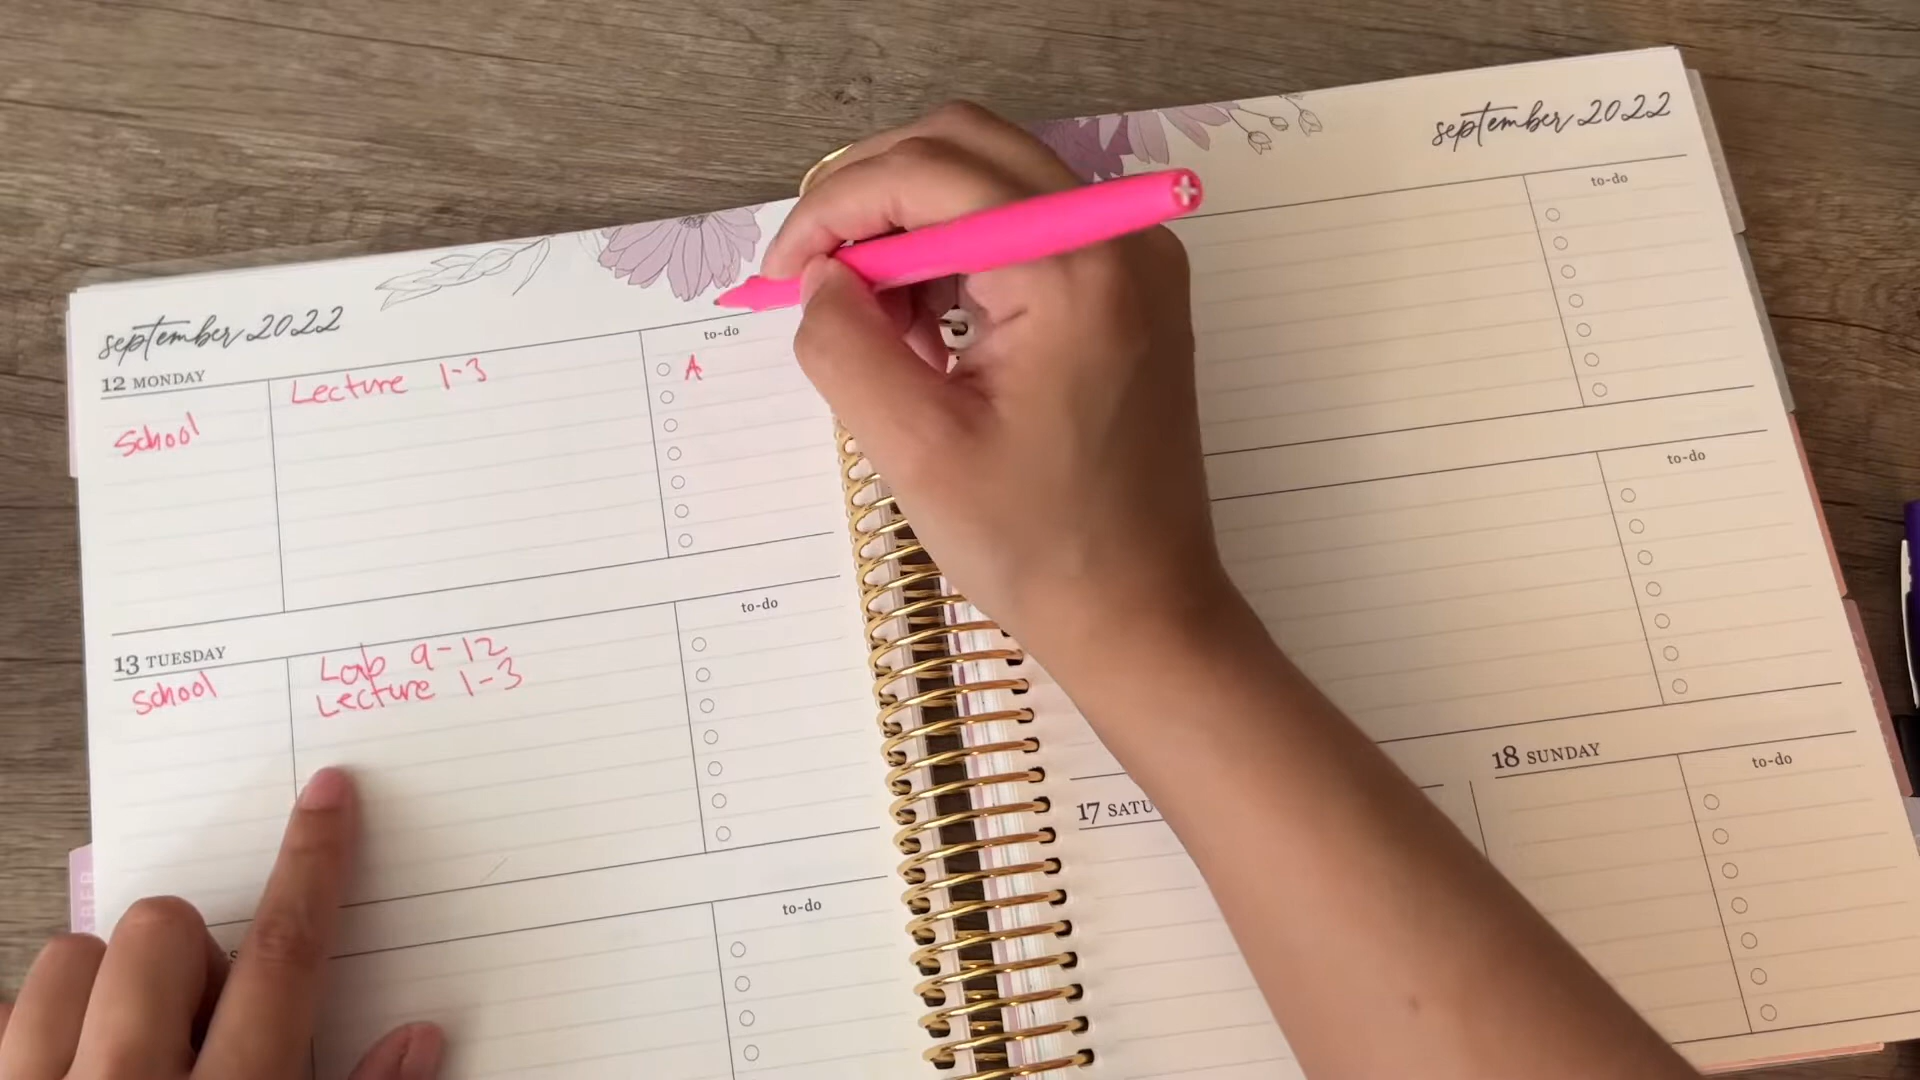 september 2022
12 MONDAY
to-do
School
Lecture 1-3
A
13 TUESDAY
to-do
School
Lab 9-12
Lecture 1-3
to-do
september 2022
to-do
to-do
17 SATU
18 SUNDAY
to-do